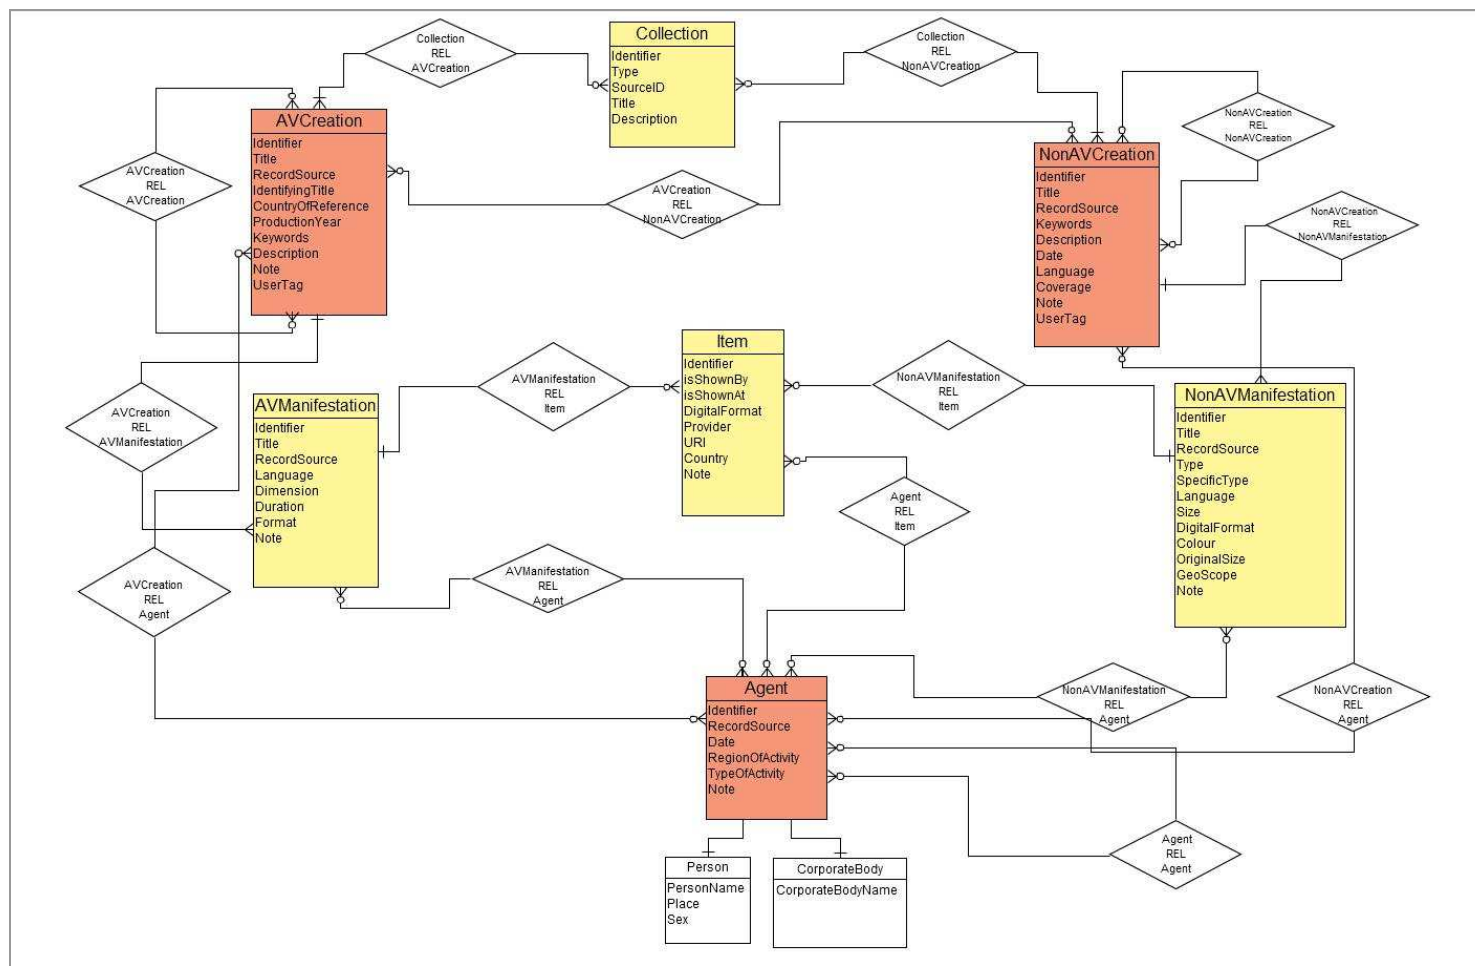 Collection
REL
AVCreation
Collection
Identifier
Type
SourceID
Title
Description
Collection
REL
NonAVCreation
AVCreation
Identifier
Title
RecordSource
IdentifyingTitle
CountryOfReference
ProductionYear
Keywords
Description
Note
UserTag
AVCreation
REL
AVCreation
AVCreation
REL
NonAVCreation
NonAVCreation
Identifier
Title
RecordSource
Keywords
Description
Date
Language
Coverage
Note
UserTag
NonAVCreation
REL
NonAVCreation
NonAVCreation
REL
NonAVManifestation
AVCreation
REL
AVManifestation
AVManifestation
Identifier
Title
RecordSource
Language
Dimension
Duration
Format
Note
AVManifestation
REL
Item
Item
Identifier
isShownBy
isShownAt
DigitalFormat
Provider
URI
Country
Note
NonAVManifestation
REL
Item
NonAVManifestation
Identifier
Title
RecordSource
Type
SpecificType
Language
Size
DigitalFormat
Colour
OriginalSize
GeoScope
Note
Agent
REL
Item
AVCreation
REL
Agent
AVManifestation
REL
Agent
Agent
Identifier
RecordSource
Date
RegionOfActivity
TypeOfActivity
Note
NonAVManifestation
REL
Agent
NonAVCreation
REL
Agent
Agent
REL
Agent
Person
PersonName
Place
Sex
CorporateBody
CorporateBodyName